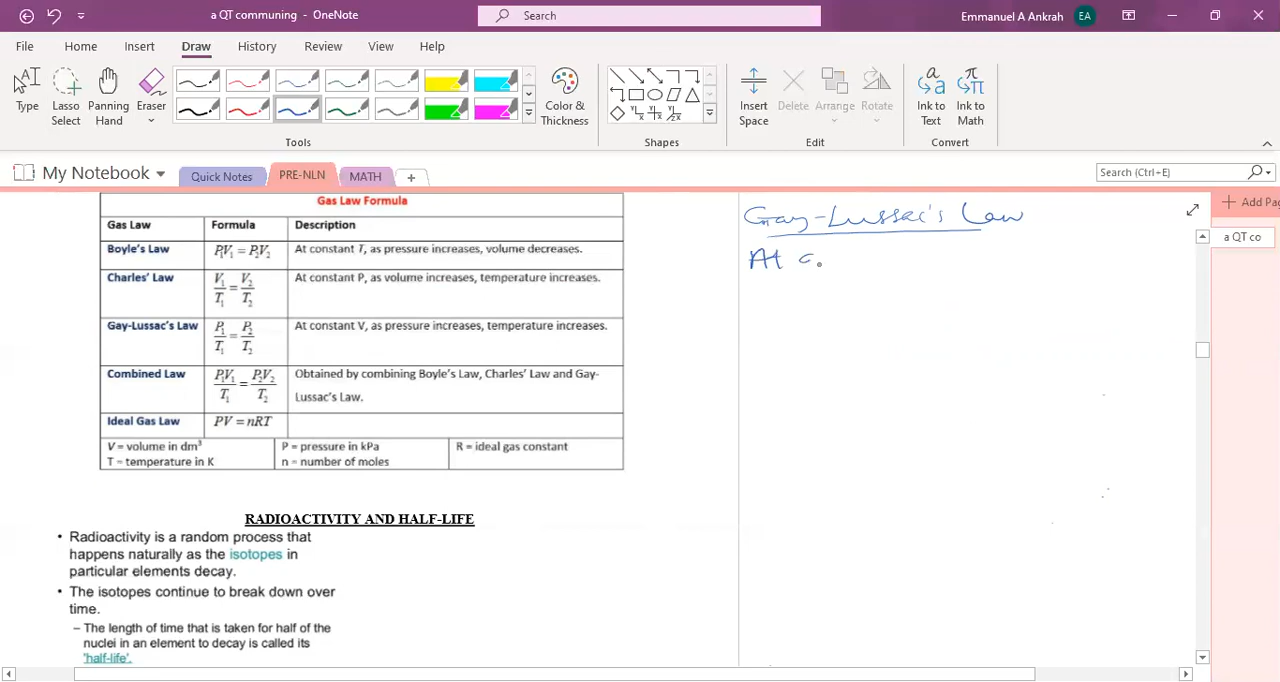 a QT communing - OneNote
Search
Emmanuel A Ankrah
EA
File Home Insert Draw History Review View Help
Type
Lasso Select
Panning Hand
Eraser
Color & Thickness
Insert Space
Delete
Arrange
Rotate
Ink to Text
Ink to Math
Tools
Shapes
Edit
Convert
My Notebook
Quick Notes
PRE-NLN
MATH
Search (Ctrl+E)
Add Pag
a QT co
Gas Law Formula
Gas Law Formula Description
Boyle's Law P₁V₁ = P₂V₂ At constant T, as pressure increases, volume decreases.
Charles' Law V₁/T₁ = V₂/T₂ At constant P, as volume increases, temperature increases.
Gay-Lussac's Law P₁/T₁ = P₂/T₂ At constant V, as pressure increases, temperature increases.
Combined Law P₁V₁/T₁ = P₂V₂/T₂ Obtained by combining Boyle's Law, Charles' Law and Gay-
Lussac's Law.
Ideal Gas Law PV = nRT
V = volume in dm³ P = pressure in kPa R = ideal gas constant
T = temperature in K n = number of moles
RADIOACTIVITY AND HALF-LIFE
• Radioactivity is a random process that
happens naturally as the isotopes in
particular elements decay.
• The isotopes continue to break down over
time.
– The length of time that is taken for half of the
nuclei in an element to decay is called its
'half-life'.
Gay-Lussac's Law
At c